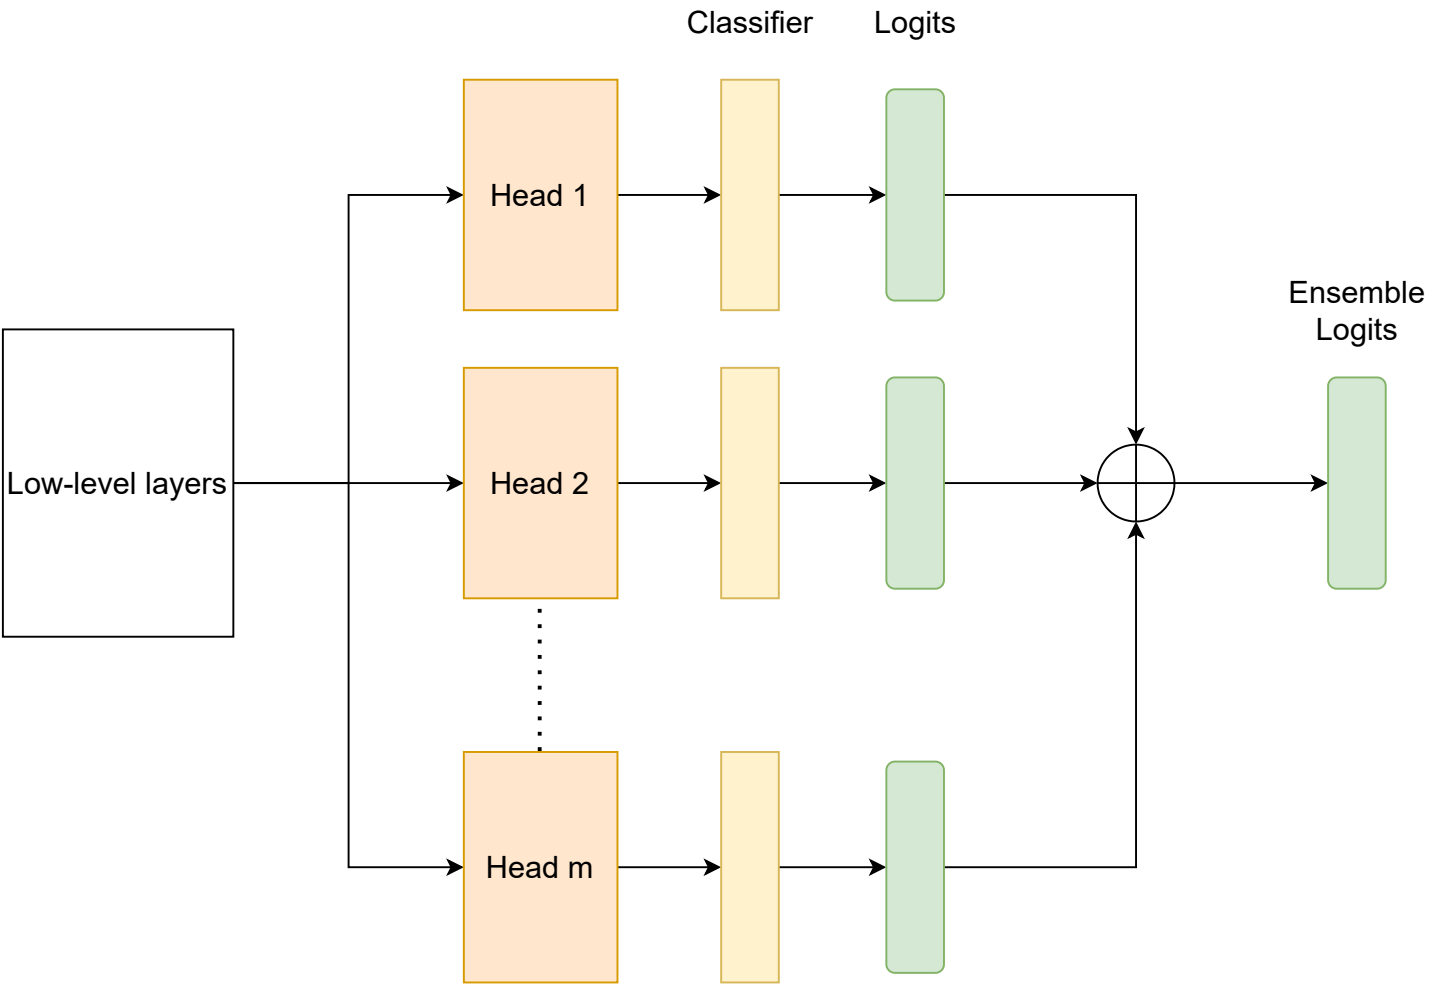 Classifier
Logits
Head 1
Ensemble
Logits
Low-level layers
Head 2
Head m